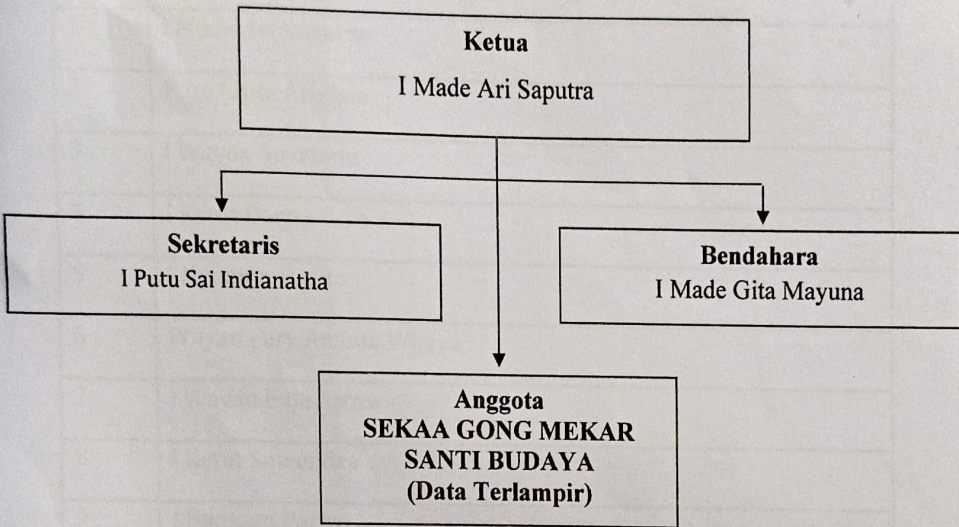 Ketua
I Made Ari Saputra
Sekretaris
I Putu Sai Indianatha
Bendahara
I Made Gita Mayuna
Anggota
SEKAA GONG MEKAR
SANTI BUDAYA
(Data Terlampir)